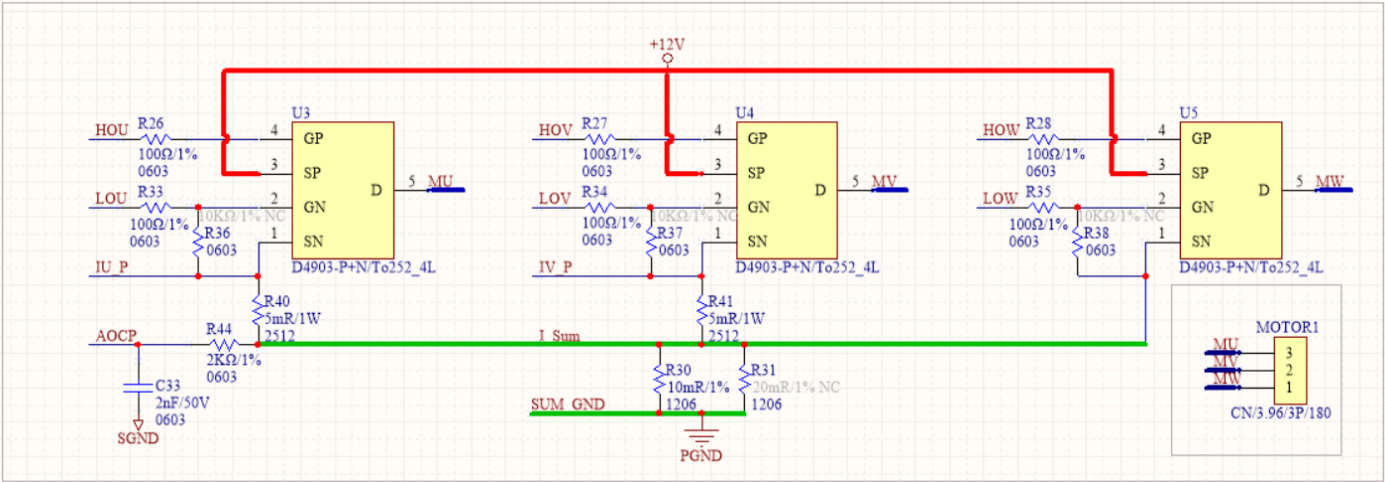 +12V
U3
HOU
R26
100Ω/1%
0603
4
GP
3
SP
D
5
MU
LOU
R33
100Ω/1%
0603
2
GN
10KΩ/1% NC
R36
0603
1
SN
IU_P
D4903-P+N/To252_4L
R40
5mR/1W
2512
AOCP
R44
2KΩ/1%
0603
C33
2nF/50V
0603
SGND
U4
HOV
R27
100Ω/1%
0603
4
GP
3
SP
D
5
MV
LOV
R34
100Ω/1%
0603
2
GN
10KΩ/1% NC
R37
0603
1
SN
IV_P
D4903-P+N/To252_4L
R41
5mR/1W
2512
I_Sum
R30
10mR/1%
1206
R31
20mR/1% NC
1206
SUM_GND
PGND
U5
HOW
R28
100Ω/1%
0603
4
GP
3
SP
D
5
MW
LOW
R35
100Ω/1%
0603
2
GN
10KΩ/1% NC
R38
0603
1
SN
D4903-P+N/To252_4L
MOTOR1
MU
3
MV
2
MW
1
CN/3.96/3P/180